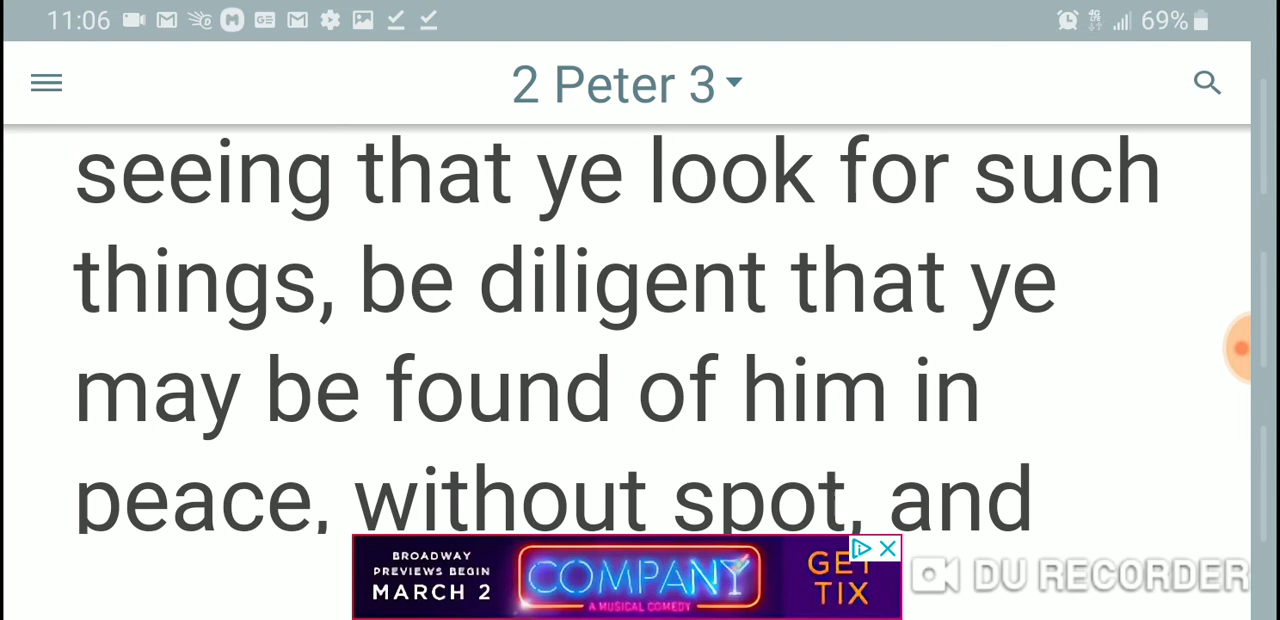 11:06 69%
2 Peter 3
seeing that ye look for such
things, be diligent that ye
may be found of him in
peace, without spot, and
BROADWAY
PREVIEWS BEGIN
MARCH 2
COMPANY
A MUSICAL COMEDY
GET
TIX
DU RECORDER